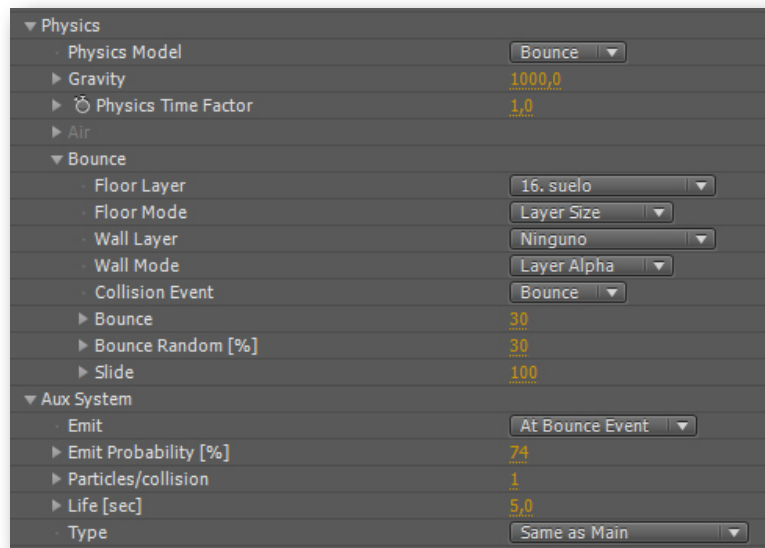 Physics
Physics Model Bounce
Gravity 1000,0
Physics Time Factor 1,0
Air
Bounce
Floor Layer 16. suelo
Floor Mode Layer Size
Wall Layer Ninguno
Wall Mode Layer Alpha
Collision Event Bounce
Bounce 30
Bounce Random [%] 30
Slide 100
Aux System
Emit At Bounce Event
Emit Probability [%] 74
Particles/collision 1
Life [sec] 5,0
Type Same as Main